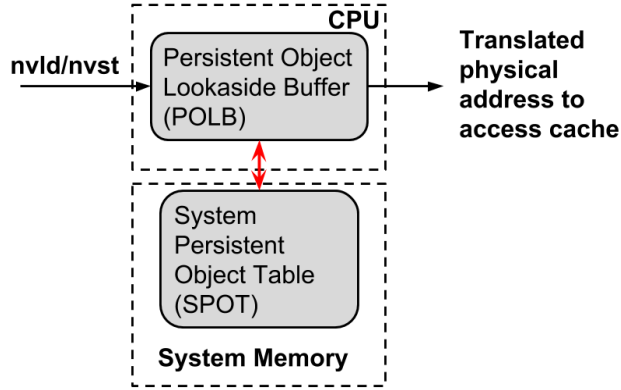 CPU
nvld/nvst
Persistent Object
Lookaside Buffer
(POLB)
Translated
physical
address to
access cache
System
Persistent
Object Table
(SPOT)
System Memory